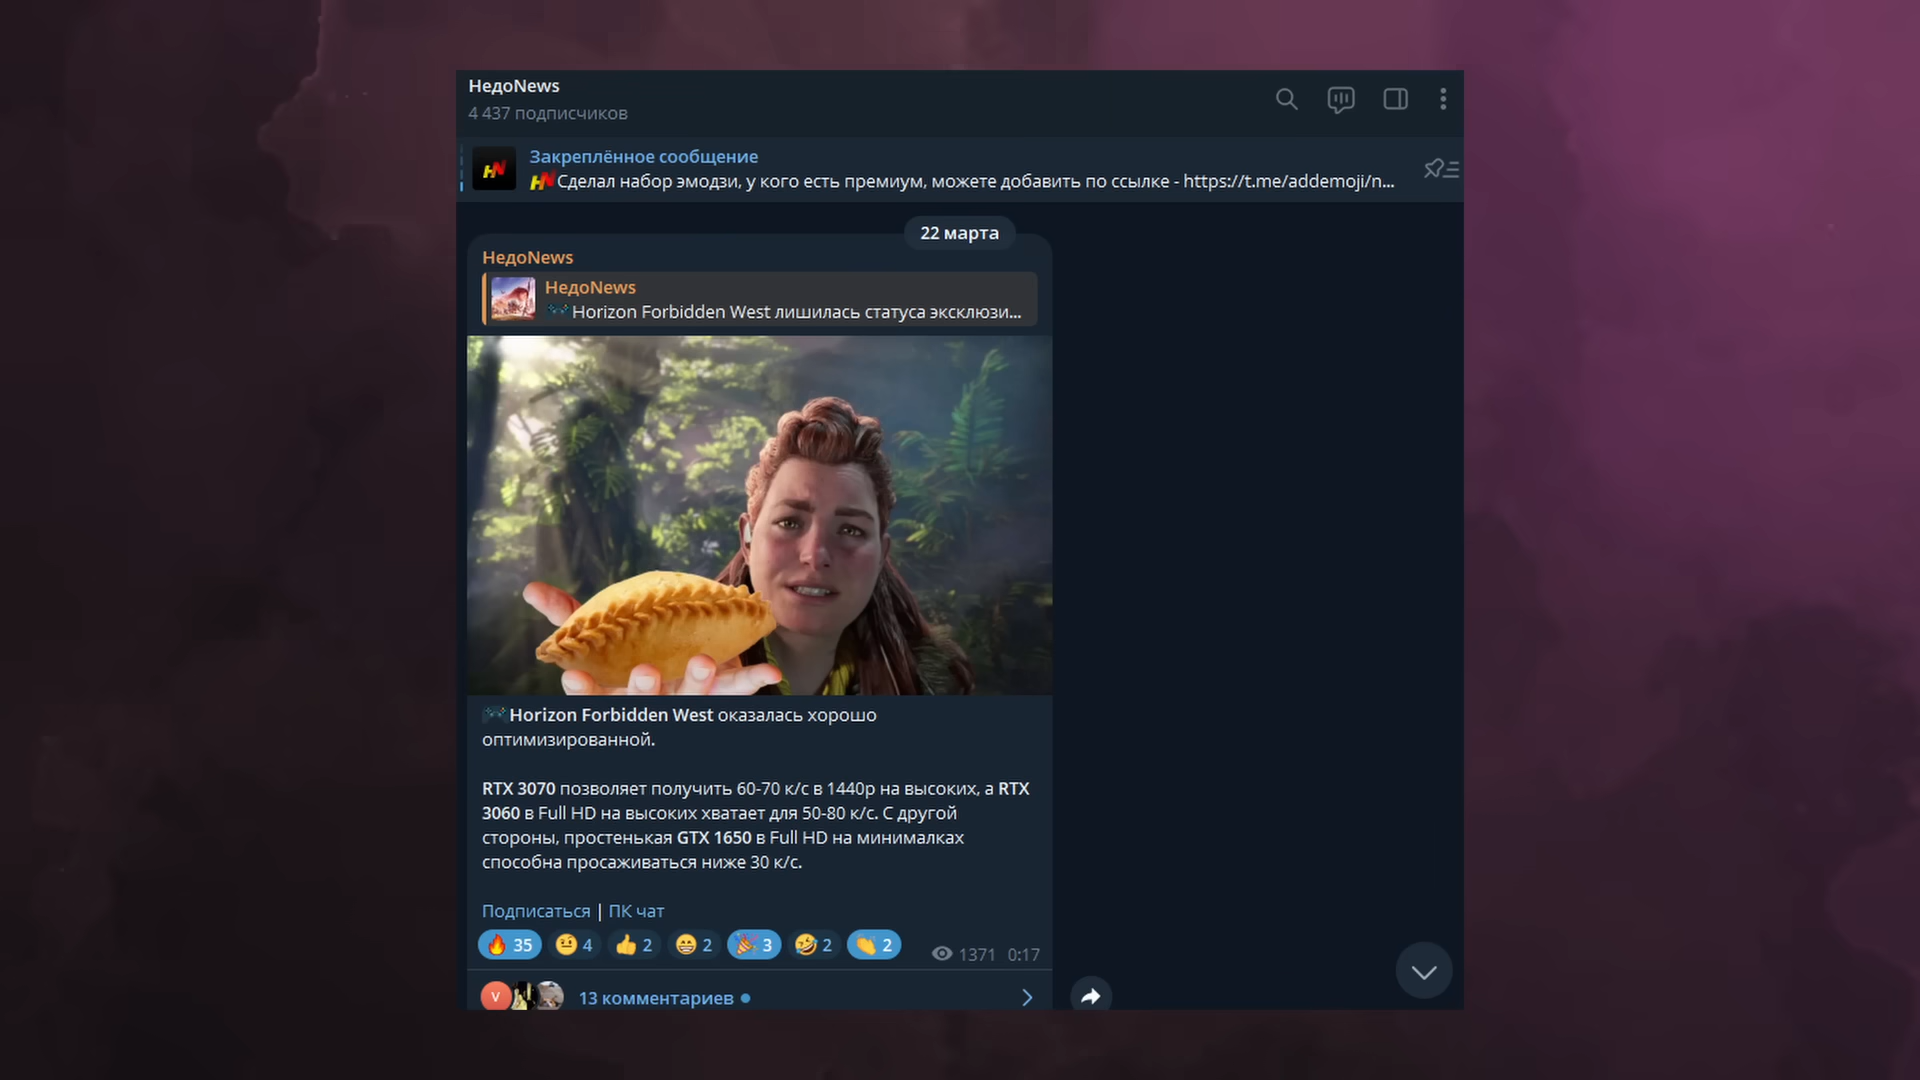 НедоNews
4 437 подписчиков
Закреплённое сообщение
HN Сделал набор эмодзи, у кого есть премиум, можете добавить по ссылке - https://t.me/addemoji/n...
22 марта
НедоNews
НедоNews
🎮Horizon Forbidden West лишилась статуса эксклюзи...
🎮Horizon Forbidden West оказалась хорошо
оптимизированной.
RTX 3070 позволяет получить 60-70 к/с в 1440p на высоких, а RTX
3060 в Full HD на высоких хватает для 50-80 к/с. С другой
стороны, простенькая GTX 1650 в Full HD на минималках
способна просаживаться ниже 30 к/с.
Подписаться | ПК чат
🔥 35 🤨 4 👍 2 😁 2 🎉 3 🤣 2 👏 2 1371 0:17
V 13 комментариев